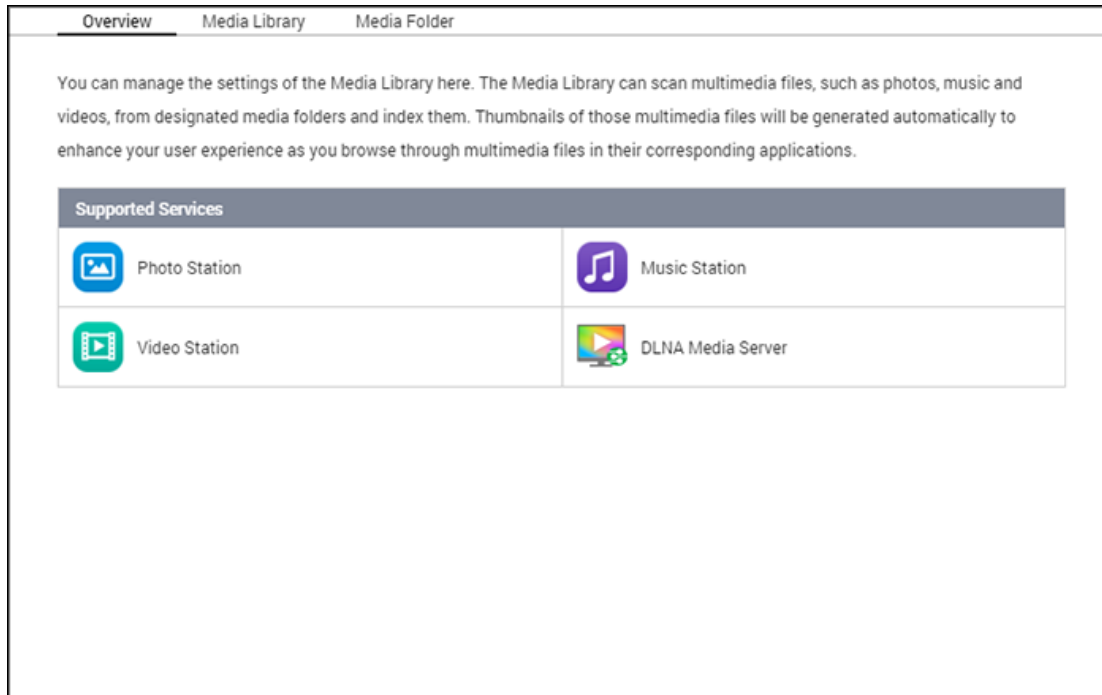 Overview Media Library Media Folder
You can manage the settings of the Media Library here. The Media Library can scan multimedia files, such as photos, music and
videos, from designated media folders and index them. Thumbnails of those multimedia files will be generated automatically to
enhance your user experience as you browse through multimedia files in their corresponding applications.
Supported Services
Photo Station Music Station
Video Station DLNA Media Server